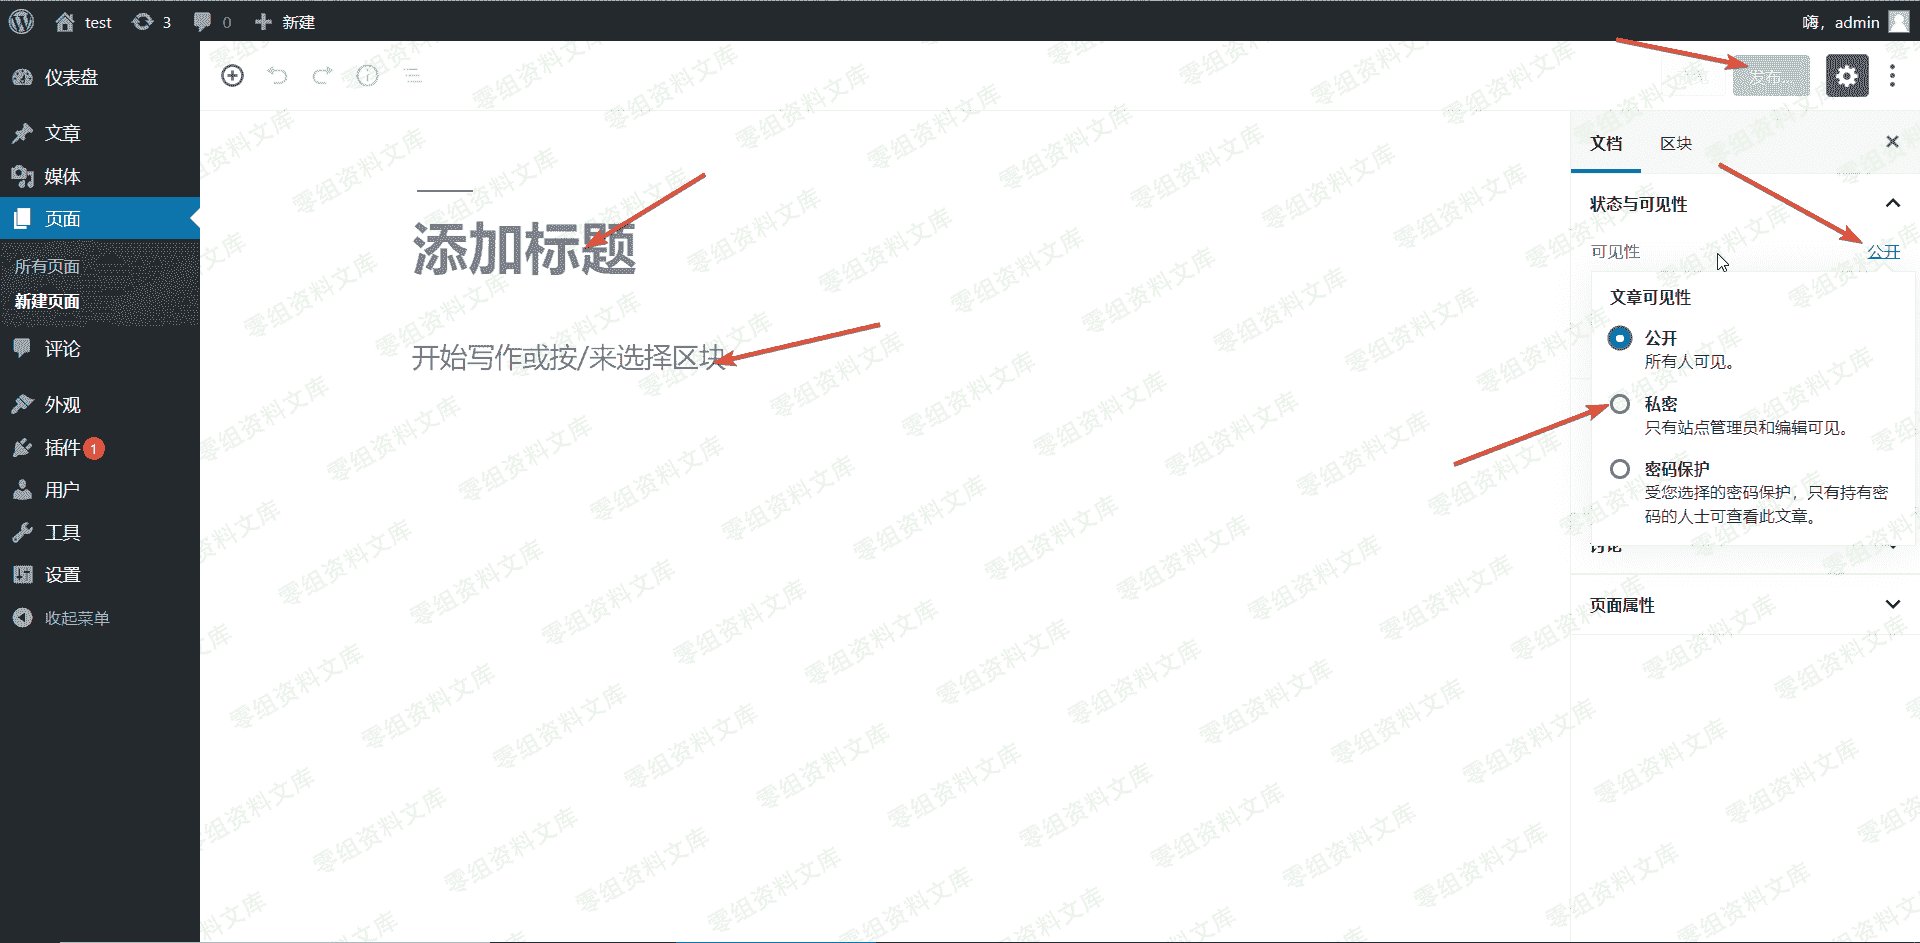 test
3
0
新建
嗨，admin
仪表盘
文章
媒体
页面
所有页面
新建页面
评论
外观
插件 1
用户
工具
设置
收起菜单
发布…
添加标题
开始写作或按/来选择区块
文档
区块
状态与可见性
可见性
公开
文章可见性
公开
所有人可见。
私密
只有站点管理员和编辑可见。
密码保护
受您选择的密码保护，只有持有密
码的人士可查看此文章。
讨论
页面属性
零组资料文库